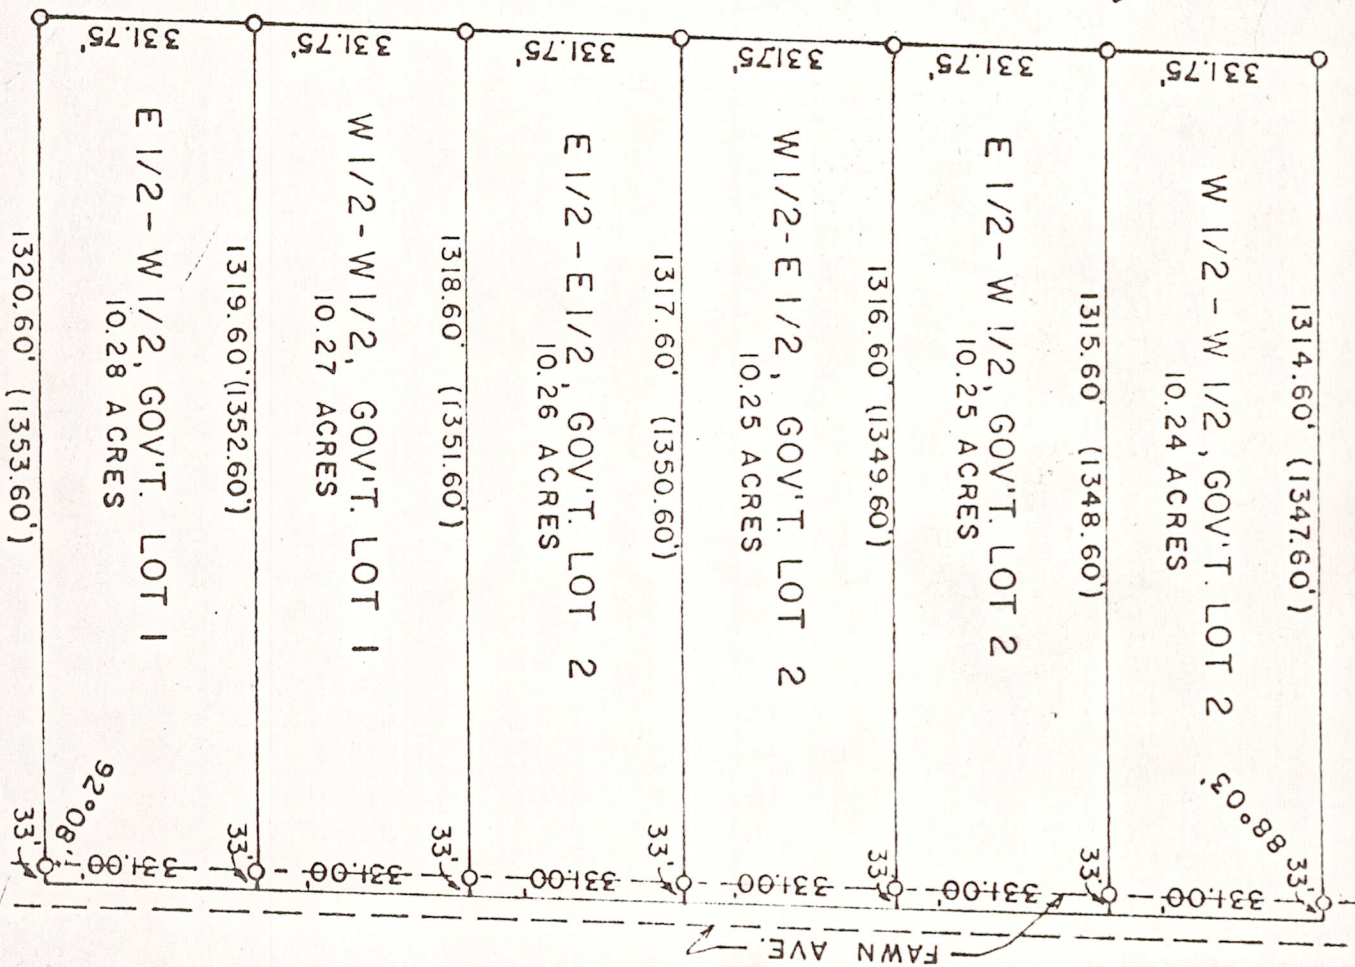 331.75'
331.75'
331.75'
33175'
331.75'
331.75'
1320.60' (1353.60')
E 1/2 - W 1/2, GOV'T. LOT 1
10.28 ACRES
1319.60' (1352.60')
W 1/2 - W 1/2, GOV'T. LOT 1
10.27 ACRES
1318.60' (1351.60')
E 1/2 - E 1/2, GOV'T. LOT 2
10.26 ACRES
1317.60' (1350.60')
W 1/2 - E 1/2, GOV'T. LOT 2
10.25 ACRES
1316.60' (1349.60')
E 1/2 - W 1/2, GOV'T. LOT 2
10.25 ACRES
1315.60' (1348.60')
W 1/2 - W 1/2, GOV'T. LOT 2
10.24 ACRES
1314.60' (1347.60')
92°08'
88°03'
33'
33'
33'
33'
33'
33'
33'
331.00'
331.00'
331.00'
331.00'
331.00'
331.00'
FAWN AVE.